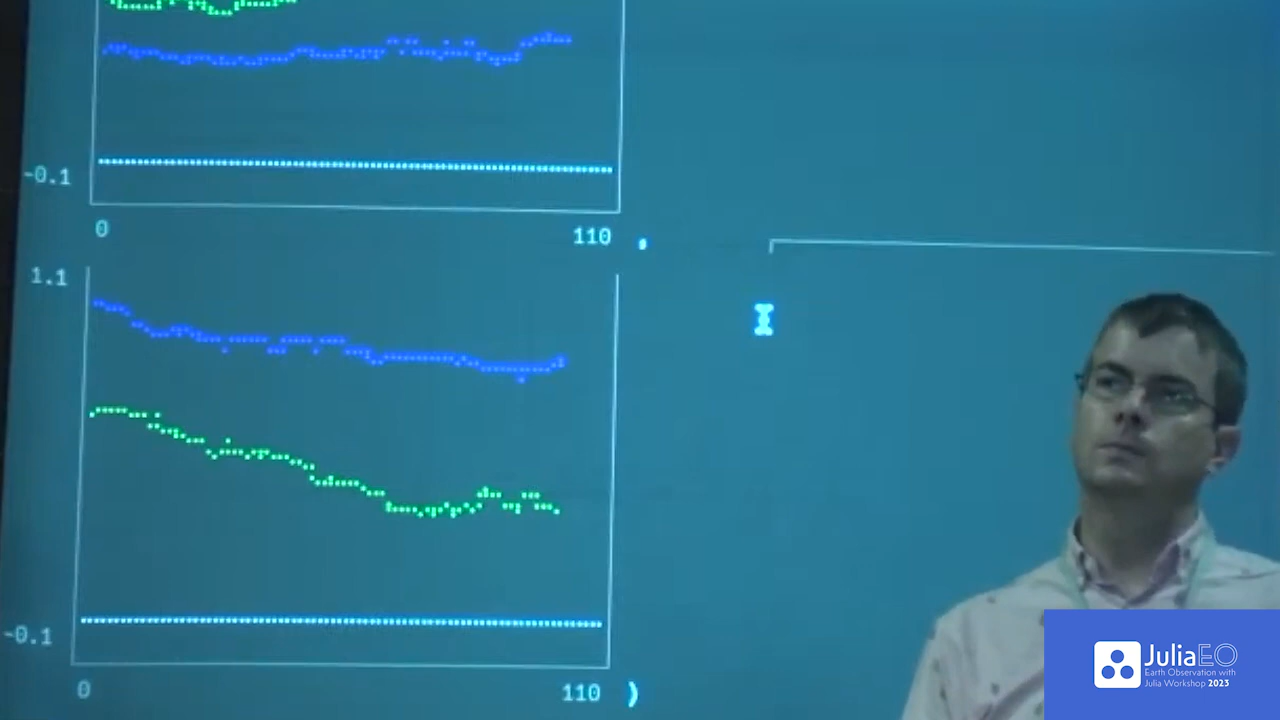 -0.1
0 110 ,
1.1
-0.1
0 110 )
JuliaEO
Earth Observation with
Julia Workshop 2023